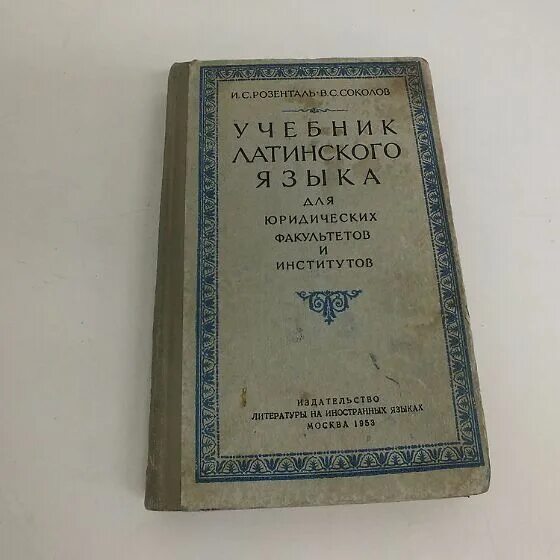 И.С.РОЗЕНТАЛЬ·В.С.СОКОЛОВ
УЧЕБНИК
ЛАТИНСКОГО
ЯЗЫКА
ДЛЯ
ЮРИДИЧЕСКИХ
ФАКУЛЬТЕТОВ
И
ИНСТИТУТОВ
ИЗДАТЕЛЬСТВО
ЛИТЕРАТУРЫ НА ИНОСТРАННЫХ ЯЗЫКАХ
МОСКВА 1953